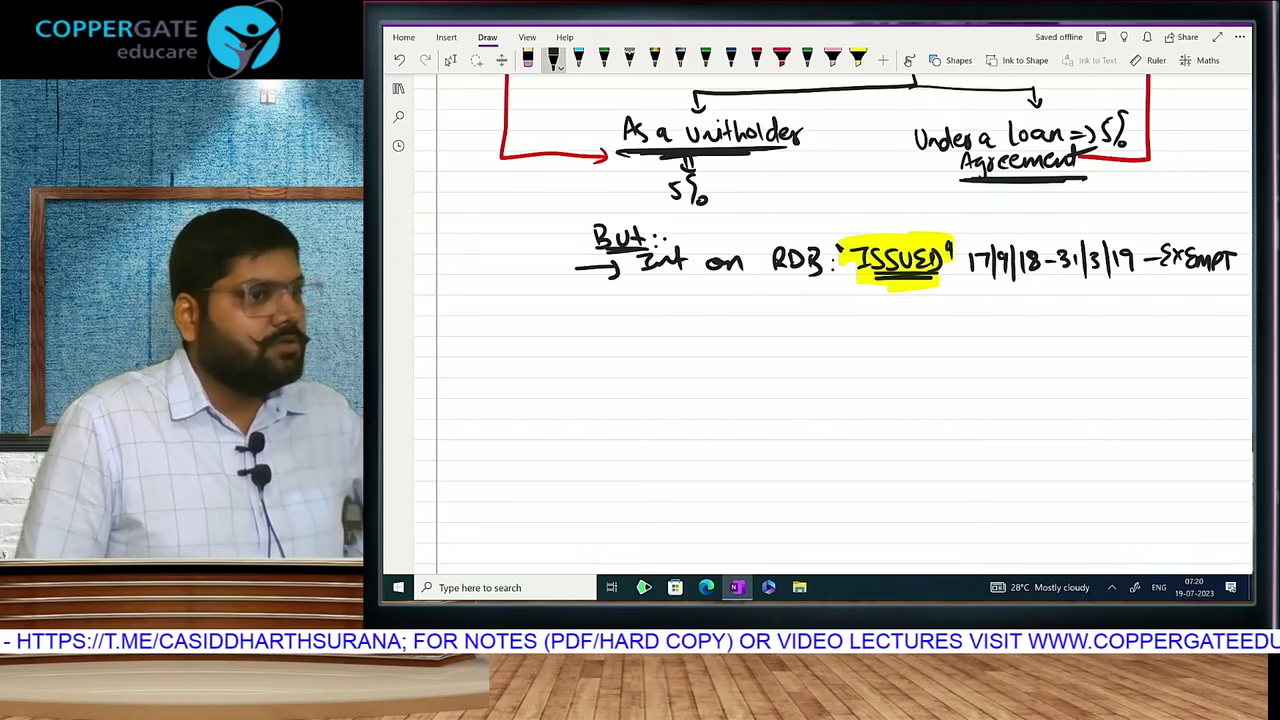 COPPERGATE
educare
Home Insert Draw View Help
Saved offline
Share
Shapes
Ink to Shape
Ink to Text
Ruler
Maths
As a unitholder
5%
Under a loan => 5%
Agreement
But::
→ Int on RDB: "ISSUED" 17/9/18-31/3/19 - EXEMPT
Type here to search
28°C Mostly cloudy
ENG
07:20
19-07-2023
- HTTPS://T.ME/CASIDDHARTHSURANA; FOR NOTES (PDF/HARD COPY) OR VIDEO LECTURES VISIT WWW.COPPERGATEEDU